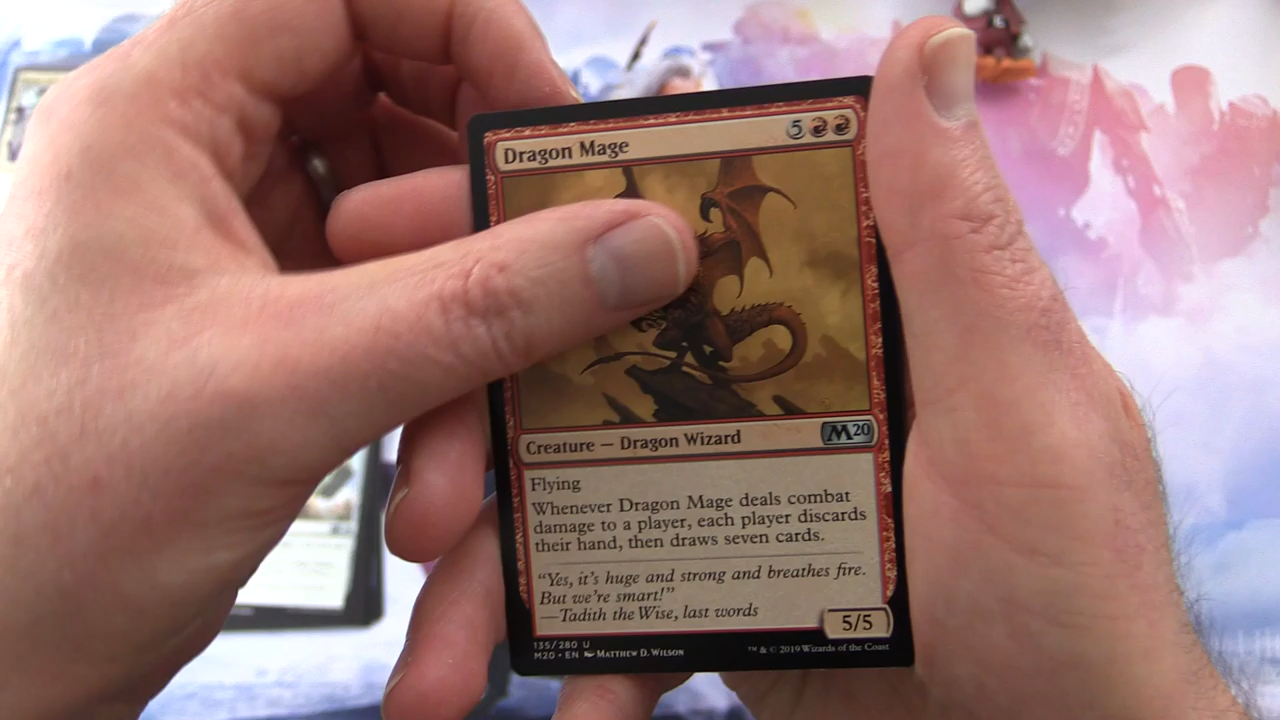 Dragon Mage 5
Creature — Dragon Wizard M20
Flying
Whenever Dragon Mage deals combat
damage to a player, each player discards
their hand, then draws seven cards.
“Yes, it’s huge and strong and breathes fire.
But we’re smart!”
—Tadith the Wise, last words
5/5
135/280 U
M20 • EN Matthew D. Wilson ™ & © 2019 Wizards of the Coast